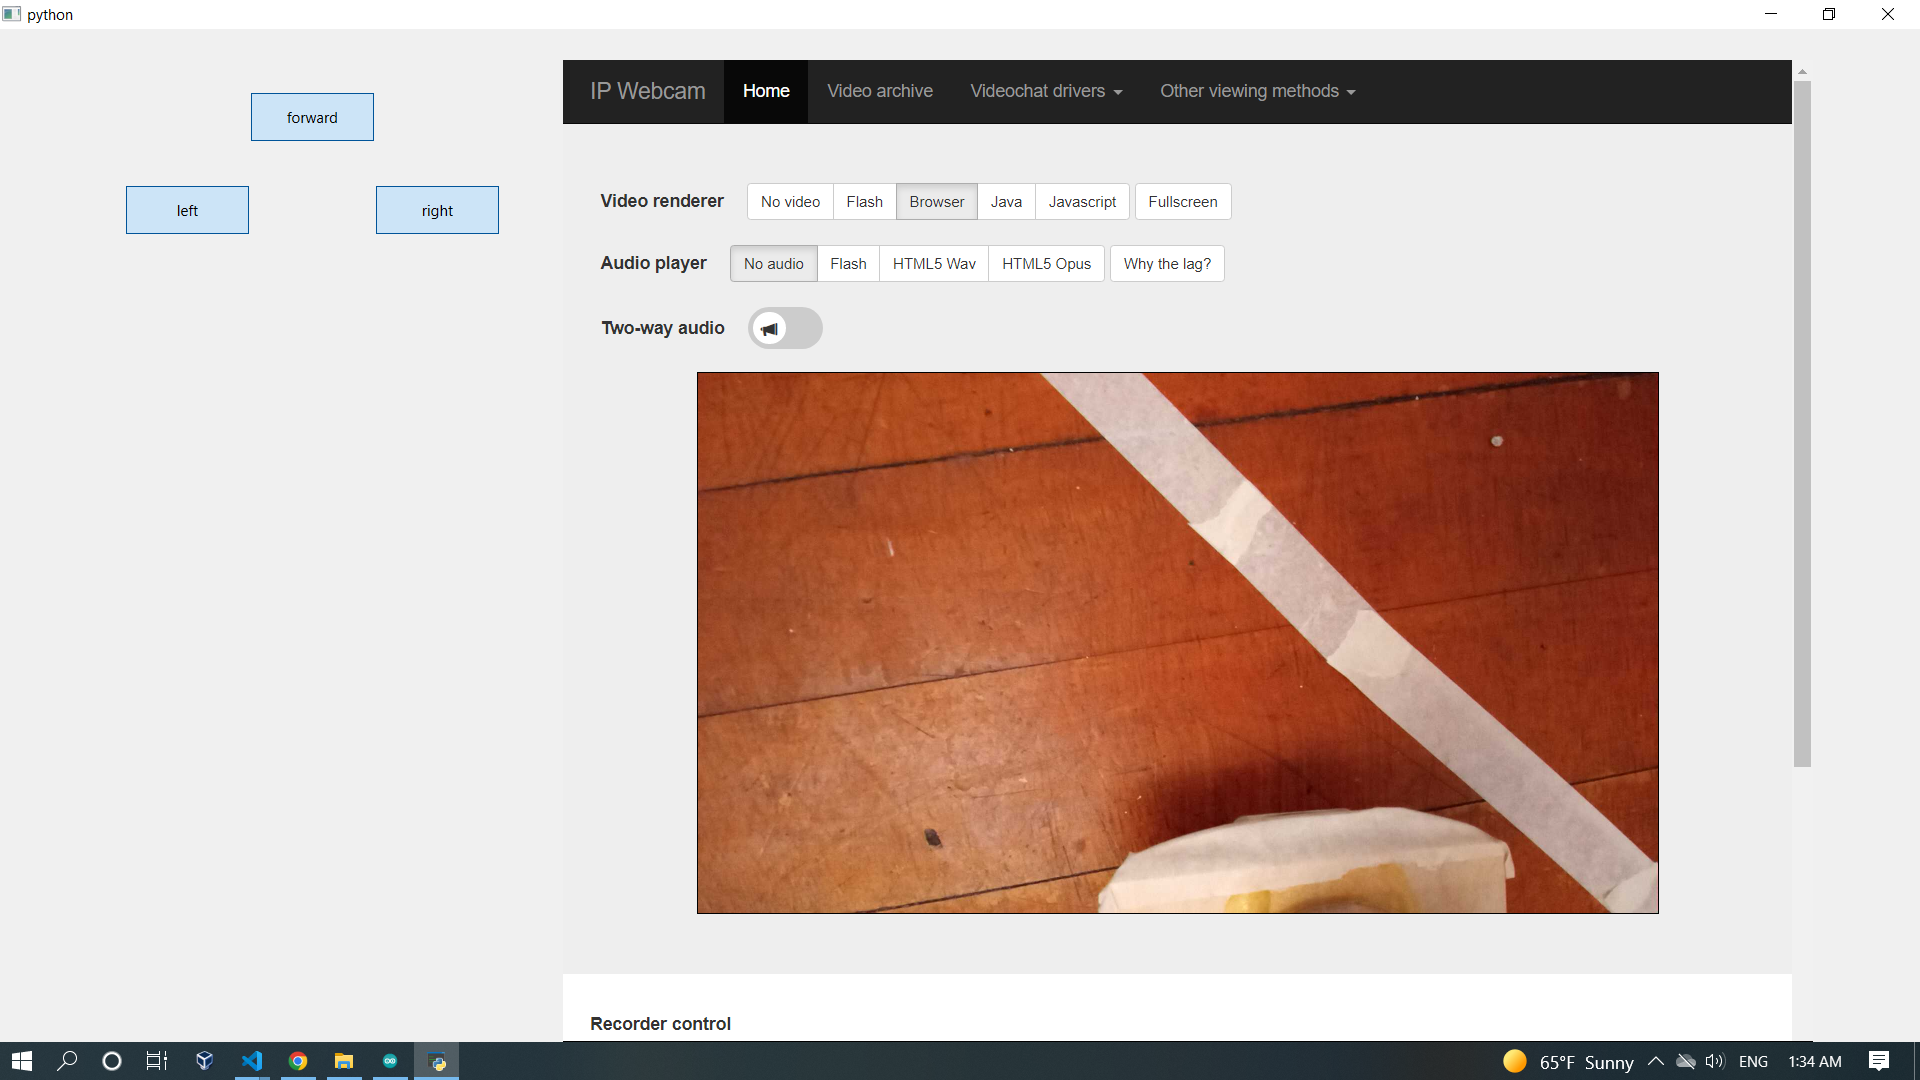 python
forward
left
right
IP Webcam Home Video archive Videochat drivers Other viewing methods
Video renderer No video Flash Browser Java Javascript Fullscreen
Audio player No audio Flash HTML5 Wav HTML5 Opus Why the lag?
Two-way audio
Recorder control
65°F Sunny ENG 1:34 AM